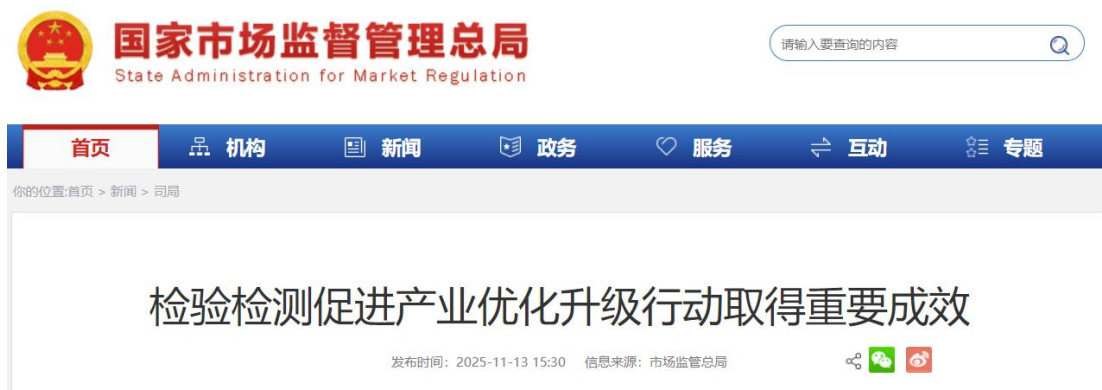 国家市场监督管理总局
State Administration for Market Regulation
请输入要查询的内容
首页 机构 新闻 政务 服务 互动 专题
你的位置:首页 > 新闻 > 司局
检验检测促进产业优化升级行动取得重要成效
发布时间：2025-11-13 15:30 信息来源：市场监管总局